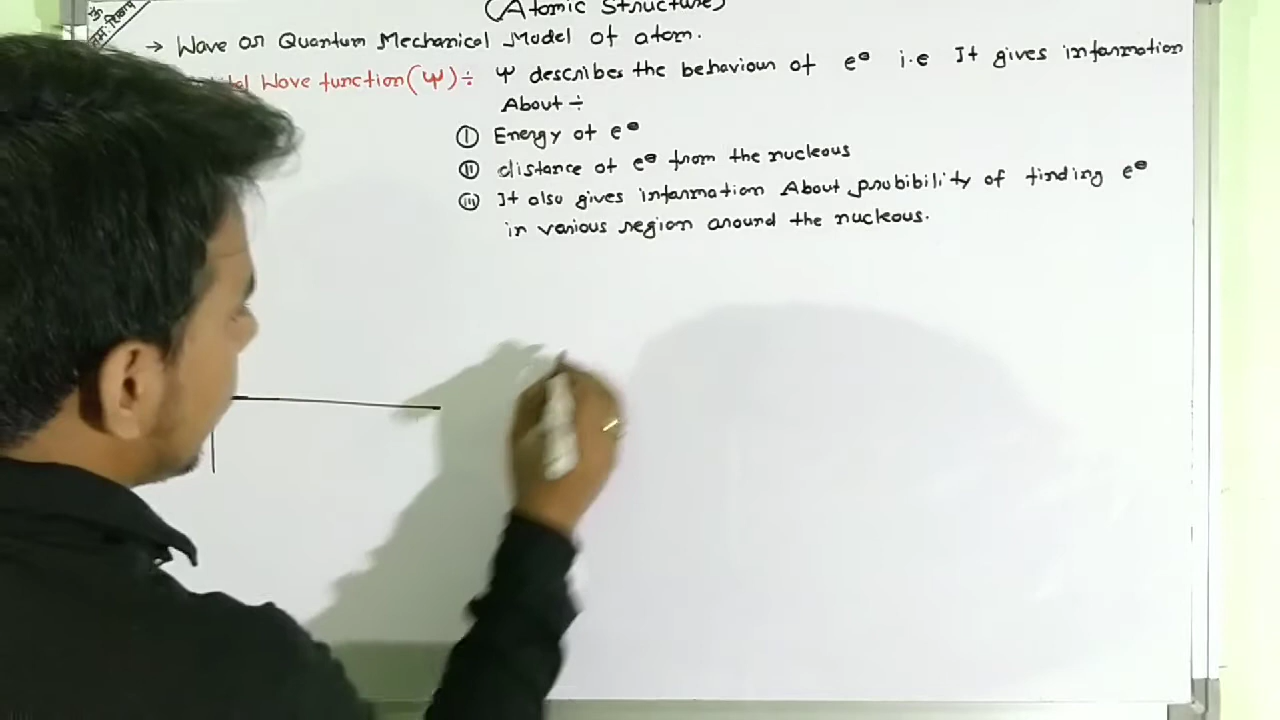 (Atomic Structure)
→ Wave or Quantum Mechanical Model of atom.
Wave function (Ψ) ÷ Ψ describes the behaviour of e⊖ i.e It gives information
About ÷
(I) Energy of e⊖
(II) distance of e⊖ from the nucleous
(III) It also gives information About probibility of finding e⊖
in various region around the nucleous.